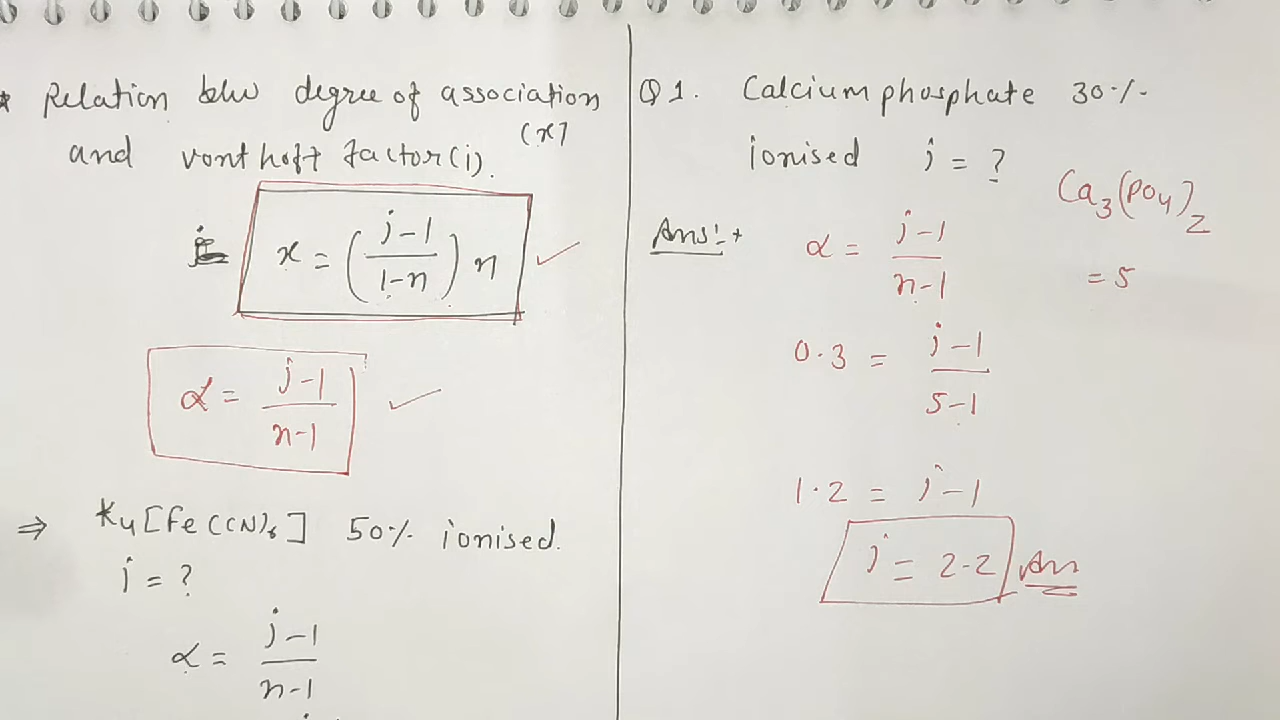 * Relation b/w degree of association
(x)
and vont hoft factor(i).
x = (i-1/1-n) n
α = i-1/n-1
⇒ K4[Fe(CN)6] 50% ionised.
i = ?
α = i-1/n-1
Q1. Calcium phosphate 30%
ionised i = ?
Ca3(PO4)2
Ans:→ α = i-1/n-1
= 5
0.3 = i-1/5-1
1.2 = i-1
i = 2.2 Ans